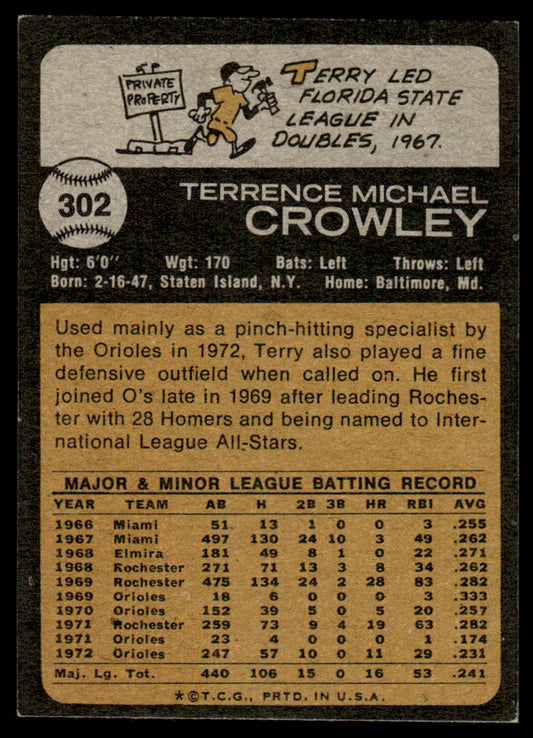 PRIVATE
PROPERTY
TERRY LED
FLORIDA STATE
LEAGUE IN
DOUBLES, 1967.
302
TERRENCE MICHAEL
CROWLEY
Hgt: 6'0" Wgt: 170 Bats: Left Throws: Left
Born: 2-16-47, Staten Island, N.Y. Home: Baltimore, Md.
Used mainly as a pinch-hitting specialist by
the Orioles in 1972, Terry also played a fine
defensive outfield when called on. He first
joined O's late in 1969 after leading Roches-
ter with 28 Homers and being named to Inter-
national League All-Stars.
MAJOR & MINOR LEAGUE BATTING RECORD
YEAR TEAM AB H 2B 3B HR RBI AVG
1966 Miami 51 13 1 0 0 3 .255
1967 Miami 497 130 24 10 3 49 .262
1968 Elmira 181 49 8 1 0 22 .271
1968 Rochester 271 71 13 3 8 34 .262
1969 Rochester 475 134 24 2 28 83 .282
1969 Orioles 18 6 0 0 0 3 .333
1970 Orioles 152 39 5 0 5 20 .257
1971 Rochester 259 73 9 4 19 63 .282
1971 Orioles 23 4 0 0 0 1 .174
1972 Orioles 247 57 10 0 11 29 .231
Maj. Lg. Tot. 440 106 15 0 16 53 .241
*©T.C.G., PRTD. IN U.S.A.